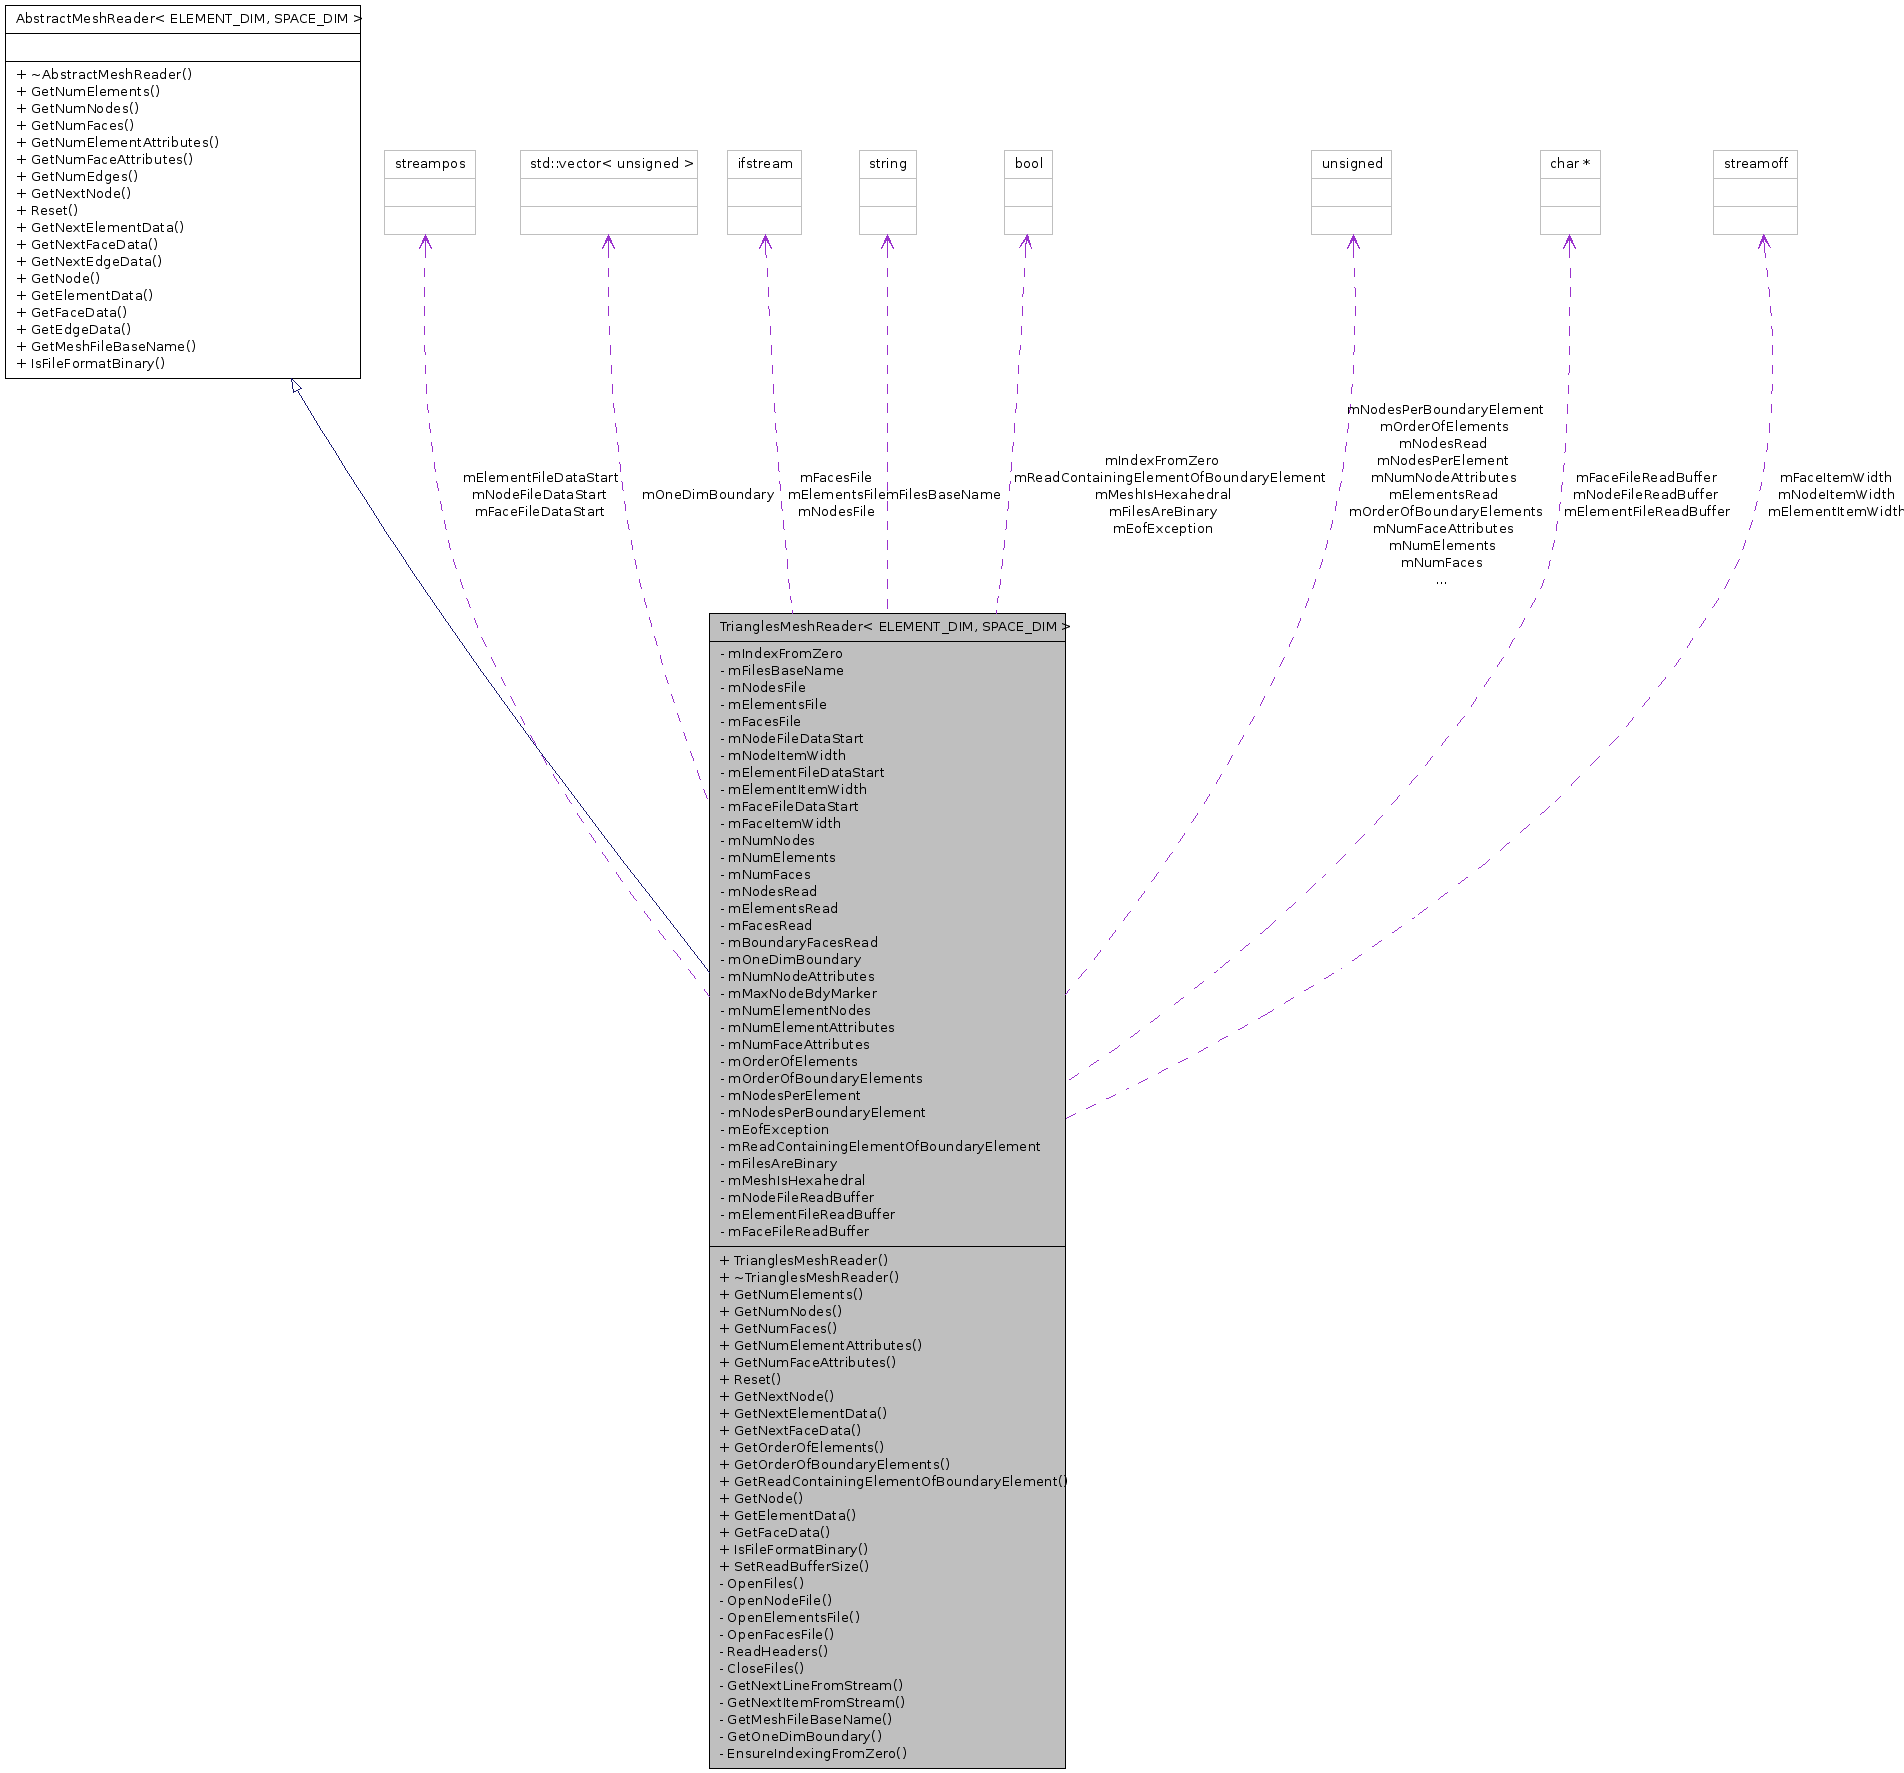 AbstractMeshReader< ELEMENT_DIM, SPACE_DIM >
+ ~AbstractMeshReader()
+ GetNumElements()
+ GetNumNodes()
+ GetNumFaces()
+ GetNumElementAttributes()
+ GetNumFaceAttributes()
+ GetNumEdges()
+ GetNextNode()
+ Reset()
+ GetNextElementData()
+ GetNextFaceData()
+ GetNextEdgeData()
+ GetNode()
+ GetElementData()
+ GetFaceData()
+ GetEdgeData()
+ GetMeshFileBaseName()
+ IsFileFormatBinary()
streampos
std::vector< unsigned >
ifstream
string
bool
unsigned
char *
streamoff
mElementFileDataStart
mNodeFileDataStart
mFaceFileDataStart
mOneDimBoundary
mFacesFile
mElementsFile
mNodesFile
mFilesBaseName
mIndexFromZero
mReadContainingElementOfBoundaryElement
mMeshIsHexahedral
mFilesAreBinary
mEofException
mNodesPerBoundaryElement
mOrderOfElements
mNodesRead
mNodesPerElement
mNumNodeAttributes
mElementsRead
mOrderOfBoundaryElements
mNumFaceAttributes
mNumElements
mNumFaces
...
mFaceFileReadBuffer
mNodeFileReadBuffer
mElementFileReadBuffer
mFaceItemWidth
mNodeItemWidth
mElementItemWidth
TrianglesMeshReader< ELEMENT_DIM, SPACE_DIM >
- mIndexFromZero
- mFilesBaseName
- mNodesFile
- mElementsFile
- mFacesFile
- mNodeFileDataStart
- mNodeItemWidth
- mElementFileDataStart
- mElementItemWidth
- mFaceFileDataStart
- mFaceItemWidth
- mNumNodes
- mNumElements
- mNumFaces
- mNodesRead
- mElementsRead
- mFacesRead
- mBoundaryFacesRead
- mOneDimBoundary
- mNumNodeAttributes
- mMaxNodeBdyMarker
- mNumElementNodes
- mNumElementAttributes
- mNumFaceAttributes
- mOrderOfElements
- mOrderOfBoundaryElements
- mNodesPerElement
- mNodesPerBoundaryElement
- mEofException
- mReadContainingElementOfBoundaryElement
- mFilesAreBinary
- mMeshIsHexahedral
- mNodeFileReadBuffer
- mElementFileReadBuffer
- mFaceFileReadBuffer
+ TrianglesMeshReader()
+ ~TrianglesMeshReader()
+ GetNumElements()
+ GetNumNodes()
+ GetNumFaces()
+ GetNumElementAttributes()
+ GetNumFaceAttributes()
+ Reset()
+ GetNextNode()
+ GetNextElementData()
+ GetNextFaceData()
+ GetOrderOfElements()
+ GetOrderOfBoundaryElements()
+ GetReadContainingElementOfBoundaryElement()
+ GetNode()
+ GetElementData()
+ GetFaceData()
+ IsFileFormatBinary()
+ SetReadBufferSize()
- OpenFiles()
- OpenNodeFile()
- OpenElementsFile()
- OpenFacesFile()
- ReadHeaders()
- CloseFiles()
- GetNextLineFromStream()
- GetNextItemFromStream()
- GetMeshFileBaseName()
- GetOneDimBoundary()
- EnsureIndexingFromZero()